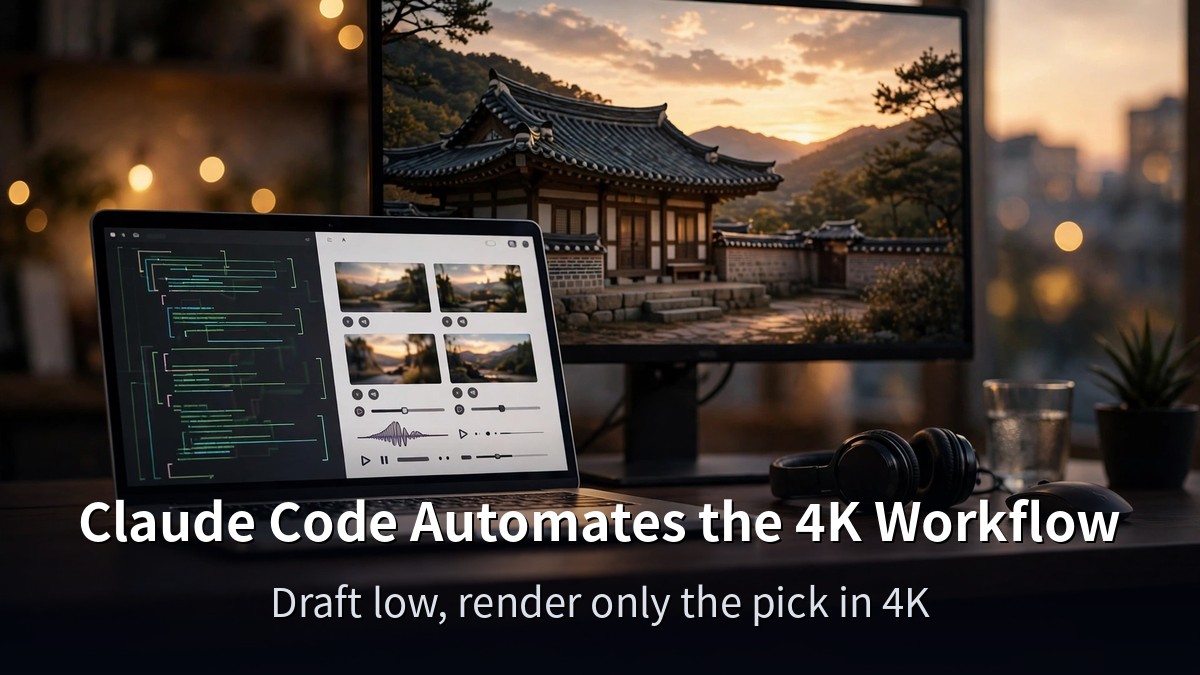 Claude Code Automates the 4K Workflow
Draft low, render only the pick in 4K